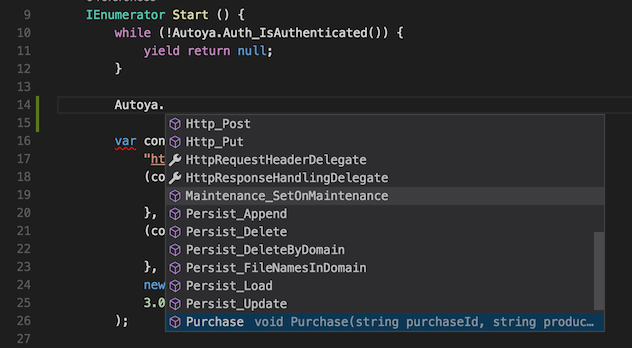 9 IEnumerator Start () {
10 while (!Autoya.Auth_IsAuthenticated()) {
11 yield return null;
12 }
13
14 Autoya.
Http_Post
15
Http_Put
16 var con
17 "ht
HttpRequestHeaderDelegate
18 (co
HttpResponseHandlingDelegate
19
Maintenance_SetOnMaintenance
20 },
Persist_Append
21 (co
Persist_Delete
22
Persist_DeleteByDomain
23 },
Persist_FileNamesInDomain
24 new
Persist_Load
25 3.0
Persist_Update
26 );
Purchase void Purchase(string purchaseId, string produc…
27